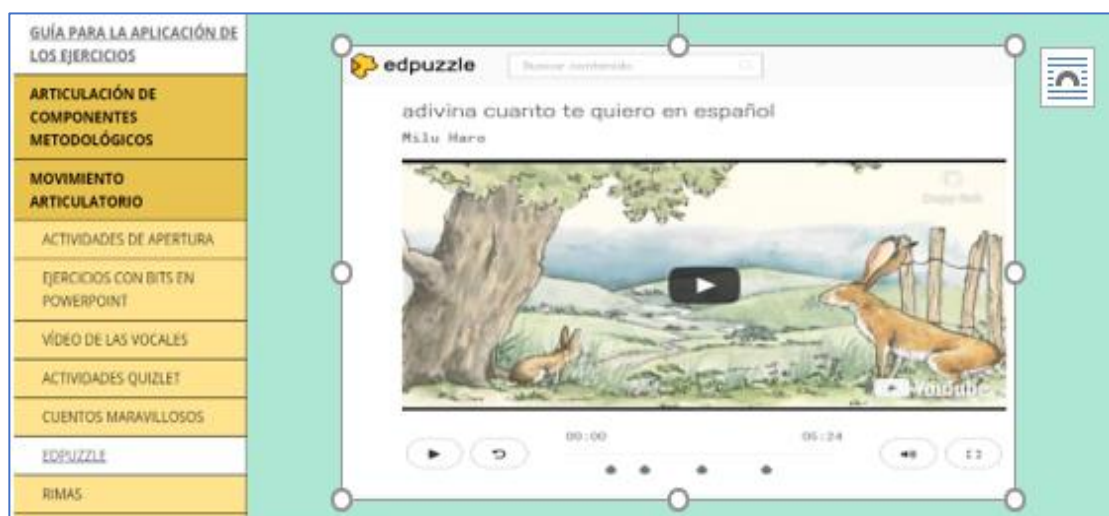 GUÍA PARA LA APLICACIÓN DE
LOS EJERCICIOS
ARTICULACIÓN DE
COMPONENTES
METODOLÓGICOS
MOVIMIENTO
ARTICULATORIO
ACTIVIDADES DE APERTURA
EJERCICIOS CON BITS EN
POWERPOINT
VÍDEO DE LAS VOCALES
ACTIVIDADES QUIZLET
CUENTOS MARAVILLOSOS
EDPUZZLE
RIMAS
edpuzzle
Buscar contenido
adivina cuanto te quiero en español
Milu Haro
YouTube
00:00
05:24